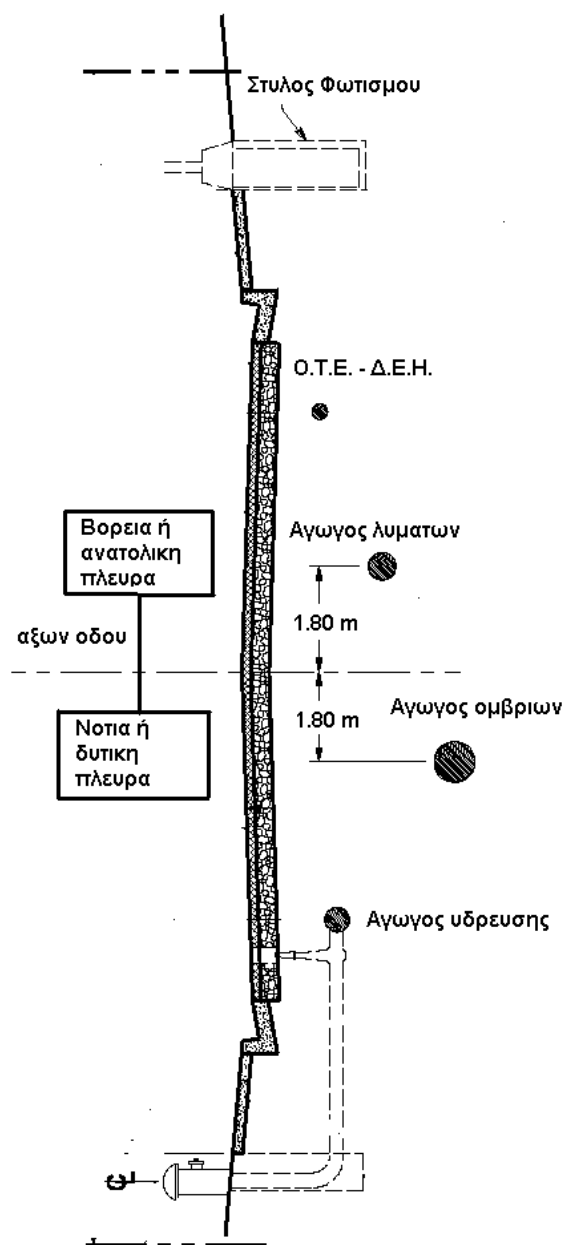 Στυλος Φωτισμου
Ο.Τ.Ε. - Δ.Ε.Η.
Βορεια ή
ανατολικη
πλευρα
Αγωγος λυματων
1.80 m
αξων οδου
Νοτια ή
δυτικη
πλευρα
1.80 m
Αγωγος ομβριων
Αγωγος υδρευσης